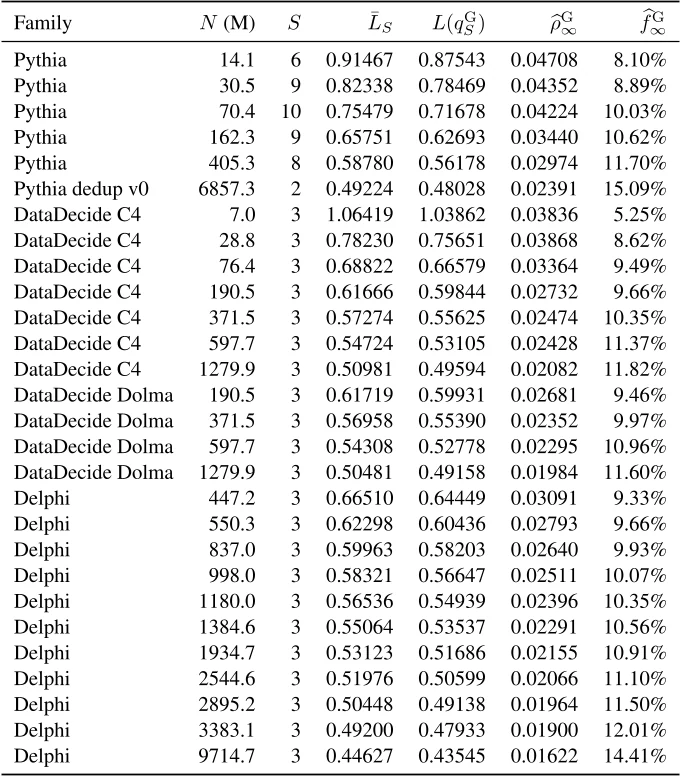 Family N (M) S L̄_S L(q_S^G) ρ̂_∞^G f̂_∞^G
Pythia 14.1 6 0.91467 0.87543 0.04708 8.10%
Pythia 30.5 9 0.82338 0.78469 0.04352 8.89%
Pythia 70.4 10 0.75479 0.71678 0.04224 10.03%
Pythia 162.3 9 0.65751 0.62693 0.03440 10.62%
Pythia 405.3 8 0.58780 0.56178 0.02974 11.70%
Pythia dedup v0 6857.3 2 0.49224 0.48028 0.02391 15.09%
DataDecide C4 7.0 3 1.06419 1.03862 0.03836 5.25%
DataDecide C4 28.8 3 0.78230 0.75651 0.03868 8.62%
DataDecide C4 76.4 3 0.68822 0.66579 0.03364 9.49%
DataDecide C4 190.5 3 0.61666 0.59844 0.02732 9.66%
DataDecide C4 371.5 3 0.57274 0.55625 0.02474 10.35%
DataDecide C4 597.7 3 0.54724 0.53105 0.02428 11.37%
DataDecide C4 1279.9 3 0.50981 0.49594 0.02082 11.82%
DataDecide Dolma 190.5 3 0.61719 0.59931 0.02681 9.46%
DataDecide Dolma 371.5 3 0.56958 0.55390 0.02352 9.97%
DataDecide Dolma 597.7 3 0.54308 0.52778 0.02295 10.96%
DataDecide Dolma 1279.9 3 0.50481 0.49158 0.01984 11.60%
Delphi 447.2 3 0.66510 0.64449 0.03091 9.33%
Delphi 550.3 3 0.62298 0.60436 0.02793 9.66%
Delphi 837.0 3 0.59963 0.58203 0.02640 9.93%
Delphi 998.0 3 0.58321 0.56647 0.02511 10.07%
Delphi 1180.0 3 0.56536 0.54939 0.02396 10.35%
Delphi 1384.6 3 0.55064 0.53537 0.02291 10.56%
Delphi 1934.7 3 0.53123 0.51686 0.02155 10.91%
Delphi 2544.6 3 0.51976 0.50599 0.02066 11.10%
Delphi 2895.2 3 0.50448 0.49138 0.01964 11.50%
Delphi 3383.1 3 0.49200 0.47933 0.01900 12.01%
Delphi 9714.7 3 0.44627 0.43545 0.01622 14.41%